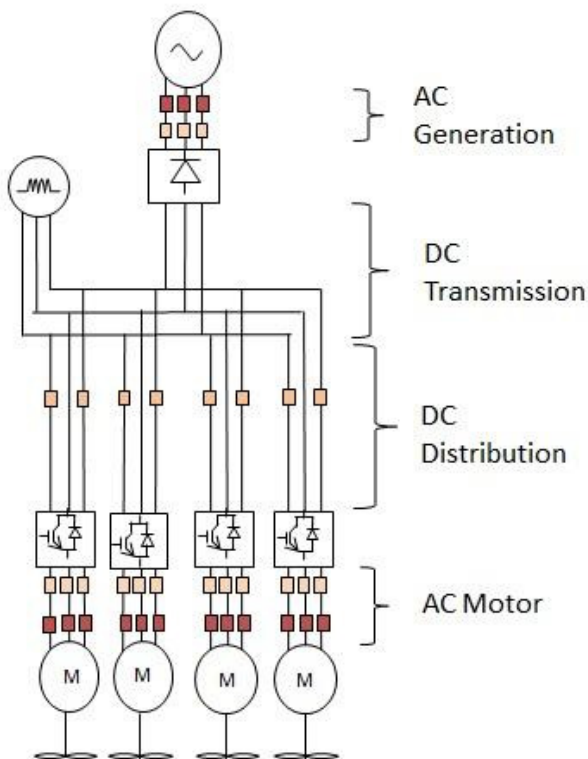 AC
Generation
DC
Transmission
DC
Distribution
AC Motor
M
M
M
M